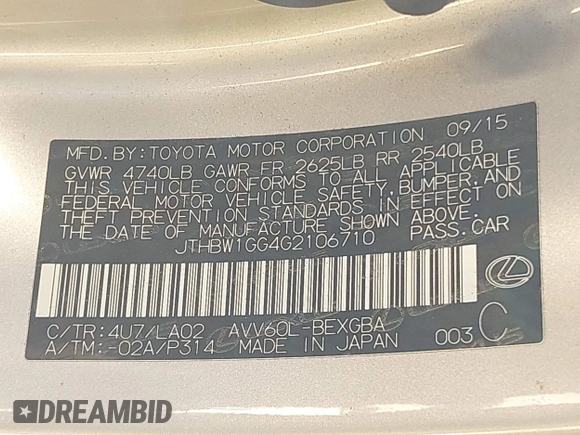 MFD.BY:TOYOTA MOTOR CORPORATION 09/15
GVWR 4740LB GAWR FR 2625LB RR 2540LB
THIS VEHICLE CONFORMS TO ALL APPLICABLE
FEDERAL MOTOR VEHICLE SAFETY, BUMPER, AND
THEFT PREVENTION STANDARDS IN EFFECT ON
THE DATE OF MANUFACTURE SHOWN ABOVE.
JTHBW1GG4G2106710 PASS.CAR
C/TR:4U7/LA02 AVV60L-BEXGBA
A/TM:-02A/P314 MADE IN JAPAN 003 C
DREAMBID